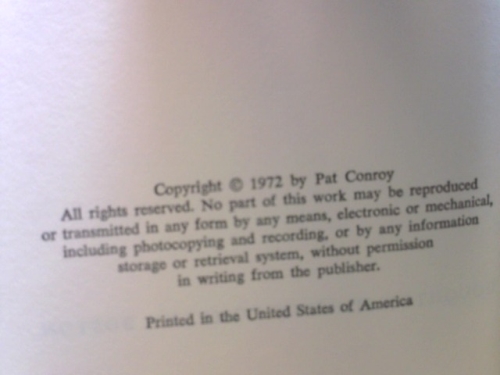 Copyright © 1972 by Pat Conroy
All rights reserved. No part of this work may be reproduced
or transmitted in any form by any means, electronic or mechanical,
including photocopying and recording, or by any information
storage or retrieval system, without permission
in writing from the publisher.
Printed in the United States of America